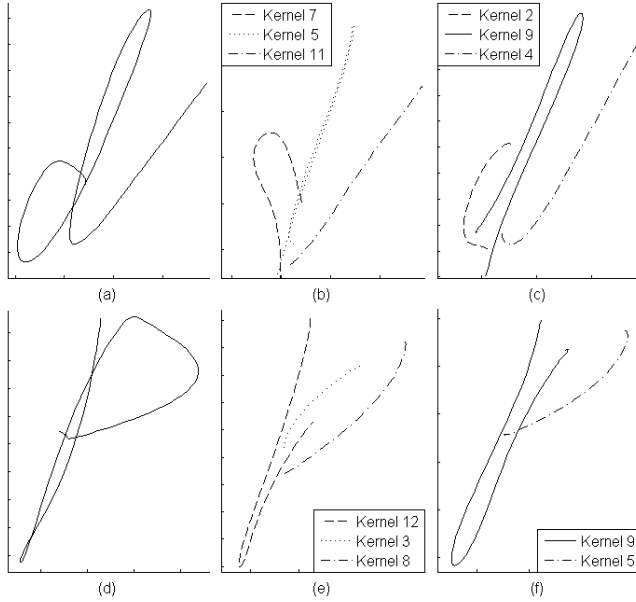 Kernel 7
Kernel 5
Kernel 11
Kernel 2
Kernel 9
Kernel 4
(a)
(b)
(c)
Kernel 12
Kernel 3
Kernel 8
Kernel 9
Kernel 5
(d)
(e)
(f)